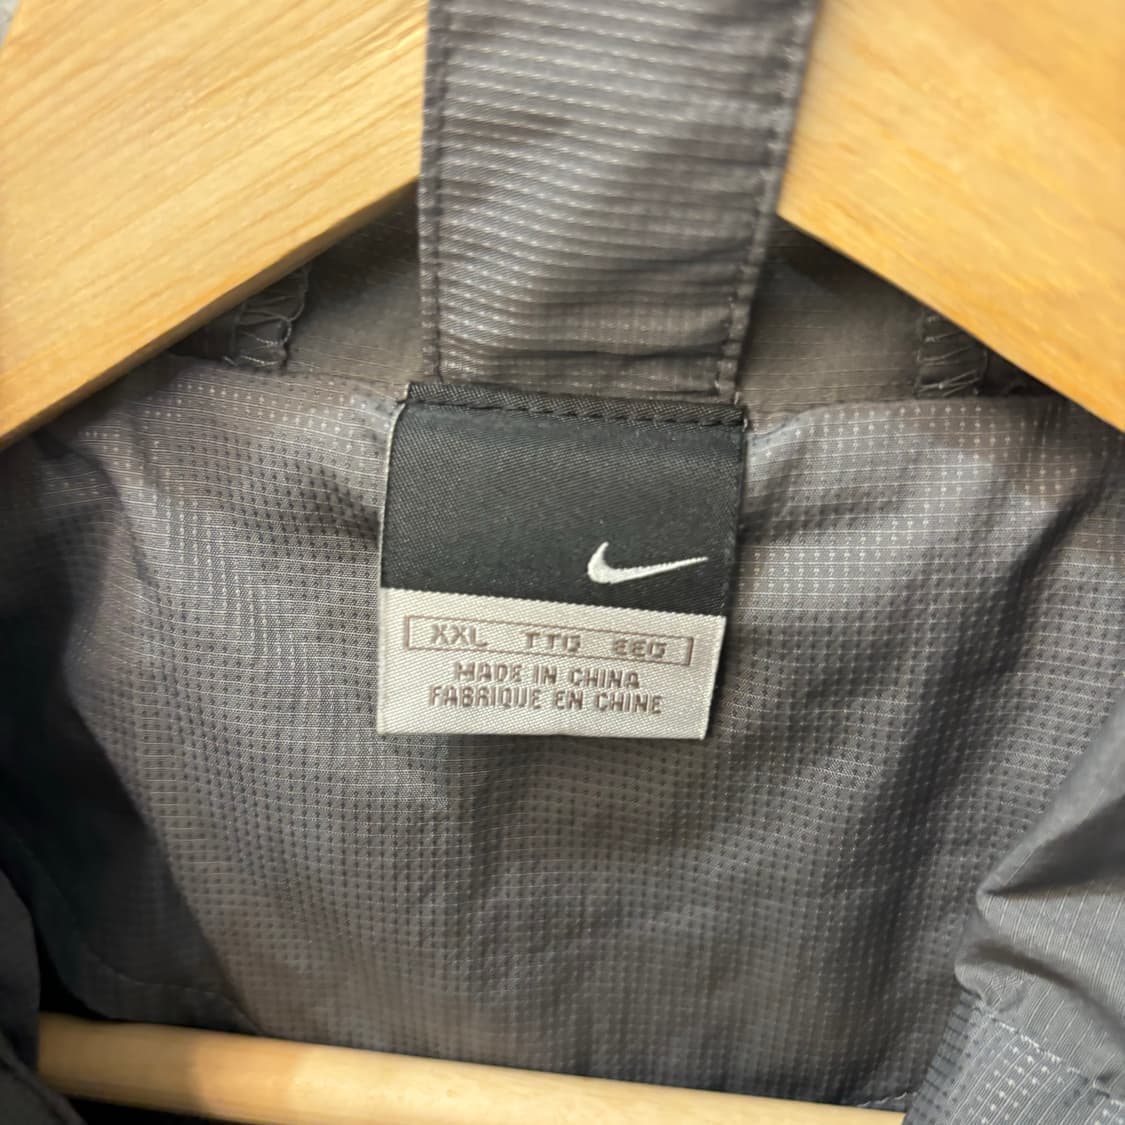 XXL TTG EEG
MADE IN CHINA
FABRIQUE EN CHINE